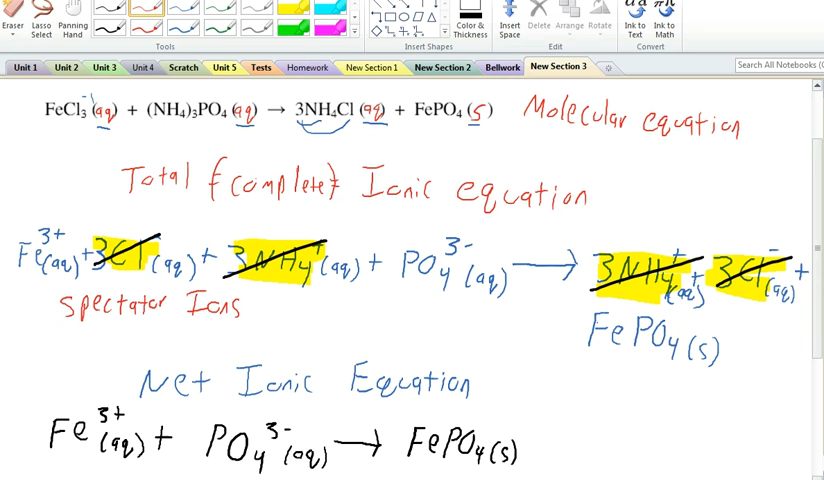 Eraser
Lasso Select
Panning Hand
Color & Thickness
Insert Space
Delete
Arrange
Rotate
Ink to Text
Ink to Math
Tools
Insert Shapes
Edit
Convert
Unit 1
Unit 2
Unit 3
Unit 4
Scratch
Unit 5
Tests
Homework
New Section 1
New Section 2
Bellwork
New Section 3
Search All Notebooks (
FeCl₃⁻¹(aq) + (NH₄)₃PO₄ (aq) → 3NH₄Cl (aq) + FePO₄ (s) Molecular equation
Total (complete) Ionic equation
Fe³⁺(aq) + 3Cl⁻(aq) + 3NH₄⁺(aq) + PO₄³⁻(aq) → 3NH₄⁺(aq) + 3Cl⁻(aq) +
Spectator Ions
FePO₄(s)
Net Ionic Equation
Fe³⁺(aq) + PO₄³⁻(aq) → FePO₄(s)